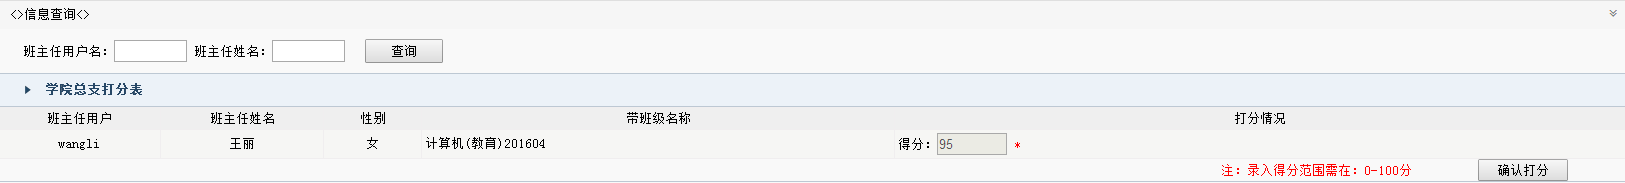 <>信息查询<>
班主任用户名： 班主任姓名： 查询
学院总支打分表
班主任用户 班主任姓名 性别 带班级名称 打分情况
wangli 王丽 女 计算机(教育)201604 得分：95 *
注：录入得分范围需在：0-100分 确认打分